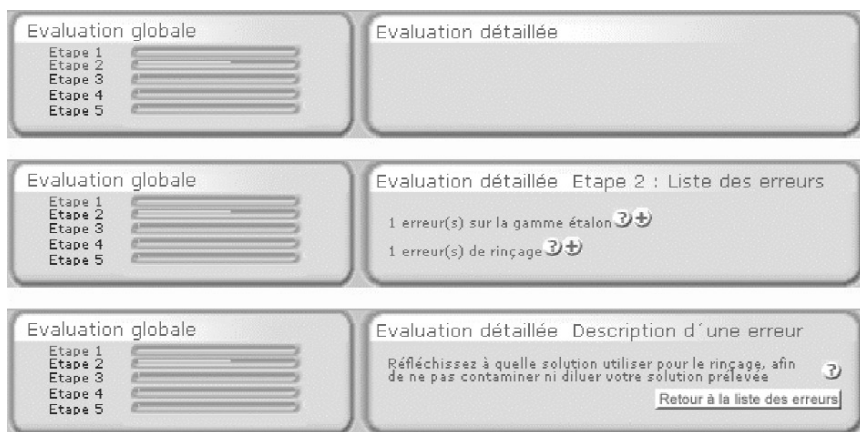 Evaluation globale
Etape 1
Etape 2
Etape 3
Etape 4
Etape 5
Evaluation détaillée
Evaluation globale
Etape 1
Etape 2
Etape 3
Etape 4
Etape 5
Evaluation détaillée Etape 2 : Liste des erreurs
1 erreur(s) sur la gamme étalon ? +
1 erreur(s) de rinçage ? +
Evaluation globale
Etape 1
Etape 2
Etape 3
Etape 4
Etape 5
Evaluation détaillée Description d´une erreur
Réfléchissez à quelle solution utiliser pour le rinçage, afin
de ne pas contaminer ni diluer votre solution prélevée ?
Retour à la liste des erreurs